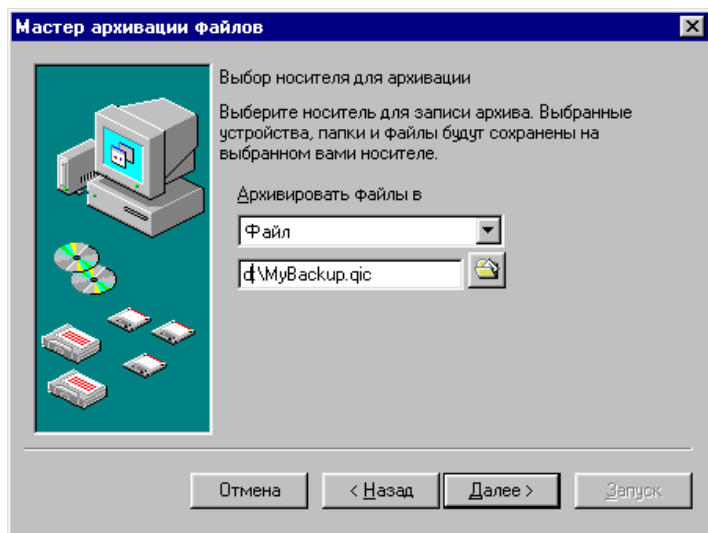 Мастер архивации файлов
Выбор носителя для архивации
Выберите носитель для записи архива. Выбранные
устройства, папки и файлы будут сохранены на
выбранном вами носителе.
Архивировать файлы в
Файл
d:\MyBackup.qic
Отмена
< Назад
Далее >
Запуск